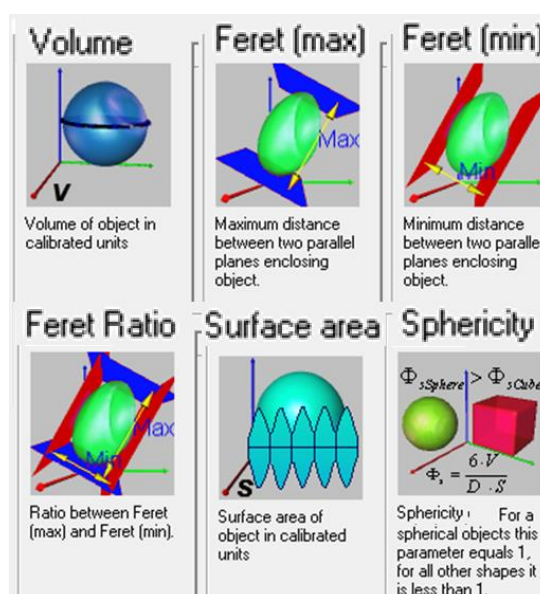 Volume
V
Volume of object in
calibrated units
Feret (max)
Max
Maximum distance
between two parallel
planes enclosing
object.
Feret (min)
Min
Minimum distance
between two paralle
planes enclosing
object.
Feret Ratio
Max
Min
Ratio between Feret
(max) and Feret (min).
Surface area
S
Surface area of
object in calibrated
units
Sphericity
Φ sSphere > Φ sCube
Φs = 6·V / D·S
Sphericity For a
spherical objects this
parameter equals 1,
for all other shapes it
is less than 1.